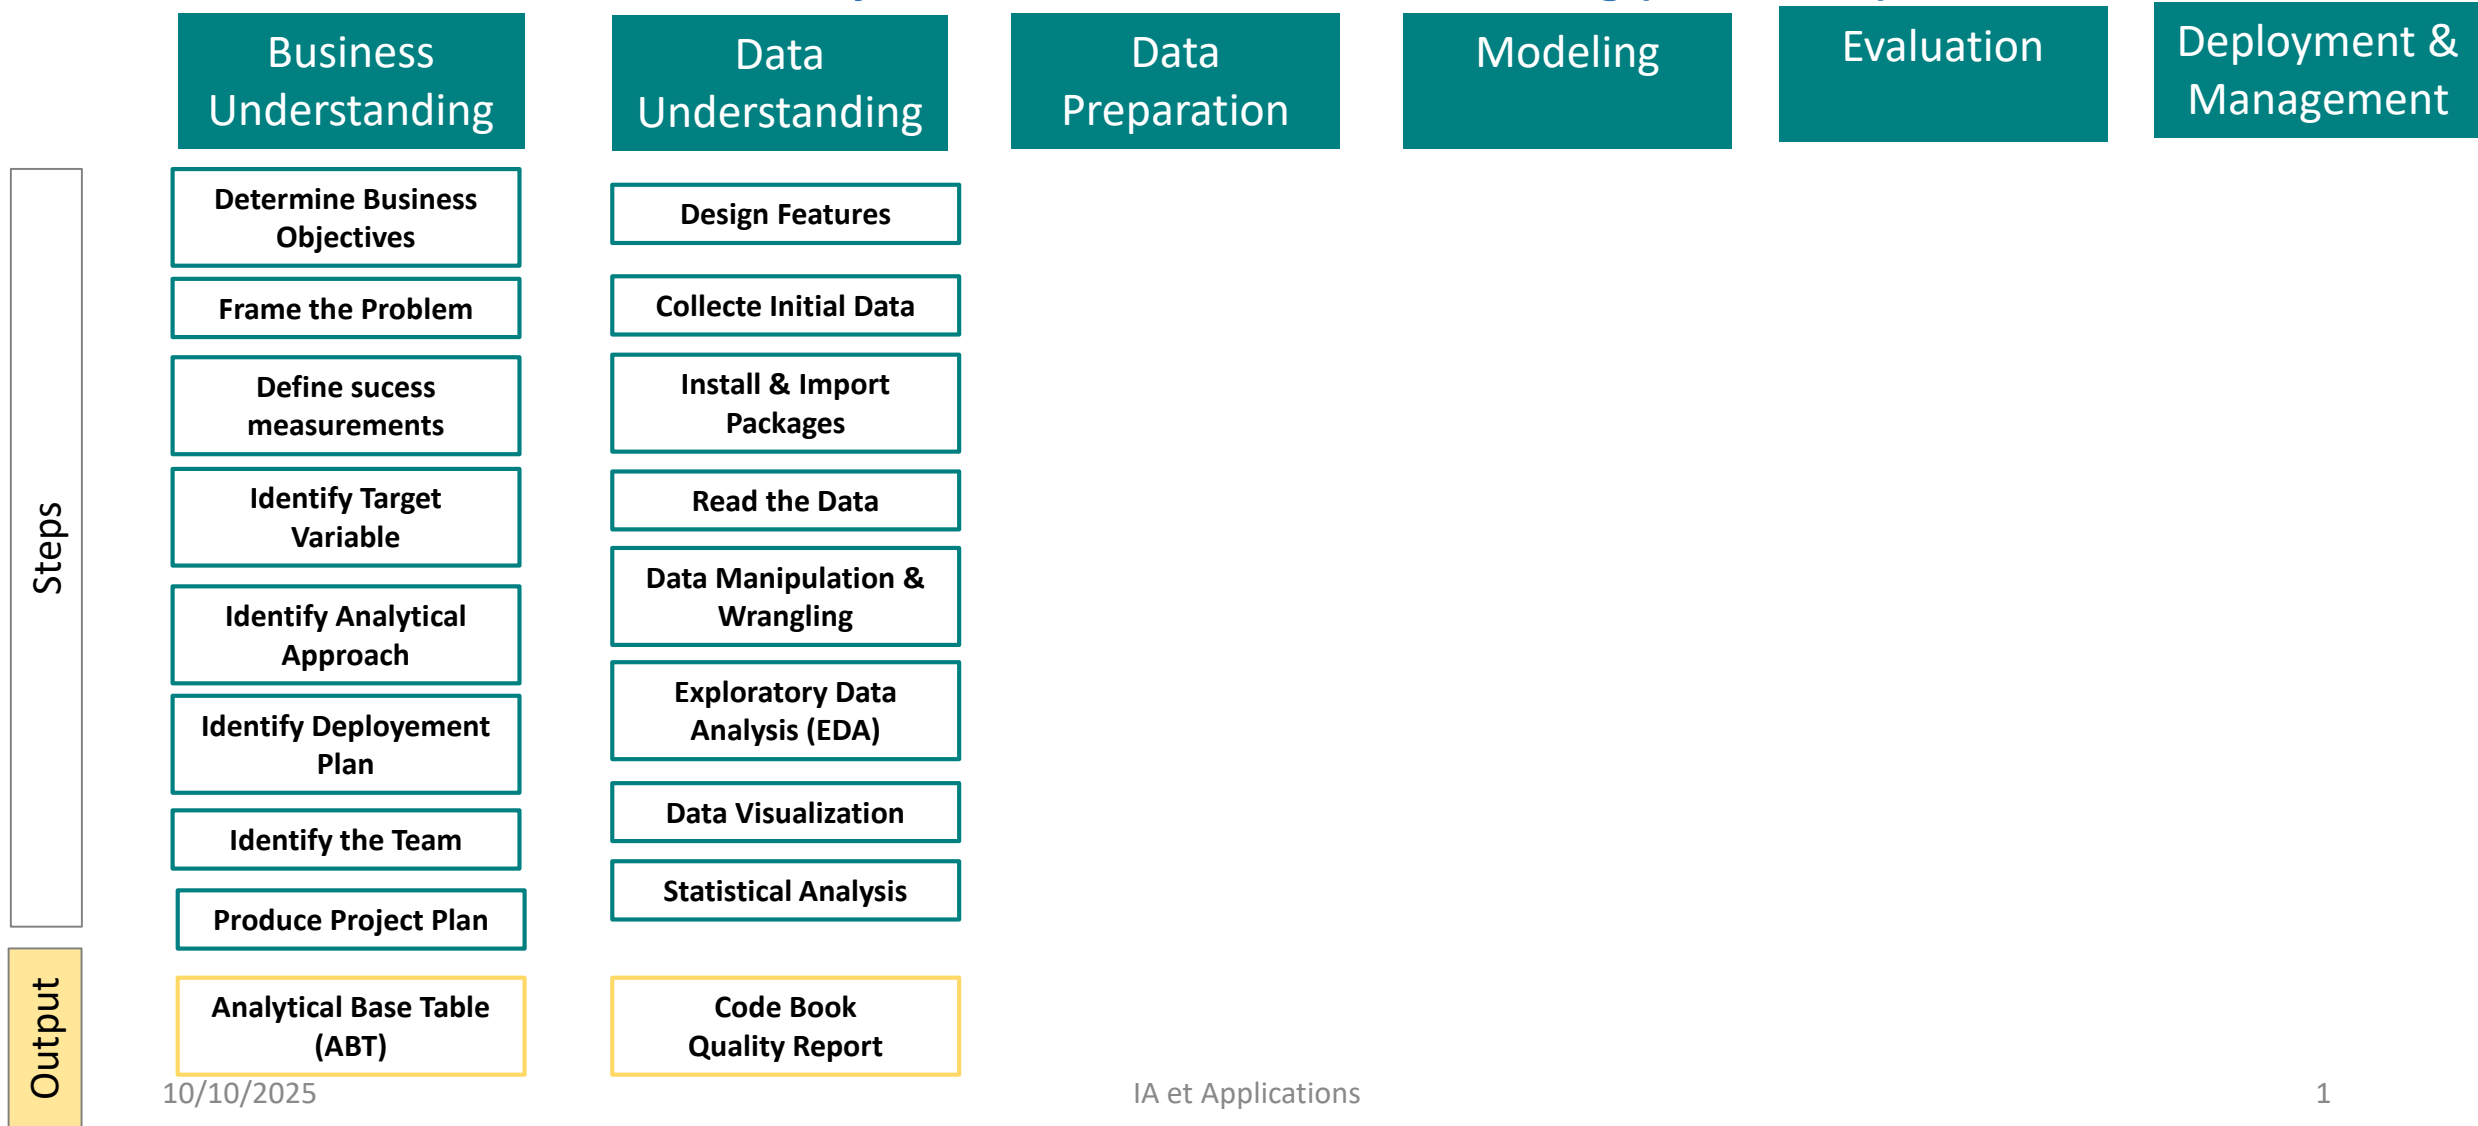 Business
Understanding
Data
Understanding
Data
Preparation
Modeling
Evaluation
Deployment &
Management
Steps
Determine Business
Objectives
Frame the Problem
Define sucess
measurements
Identify Target
Variable
Identify Analytical
Approach
Identify Deployement
Plan
Identify the Team
Produce Project Plan
Design Features
Collecte Initial Data
Install & Import
Packages
Read the Data
Data Manipulation &
Wrangling
Exploratory Data
Analysis (EDA)
Data Visualization
Statistical Analysis
Output
Analytical Base Table
(ABT)
Code Book
Quality Report
10/10/2025
IA et Applications
1